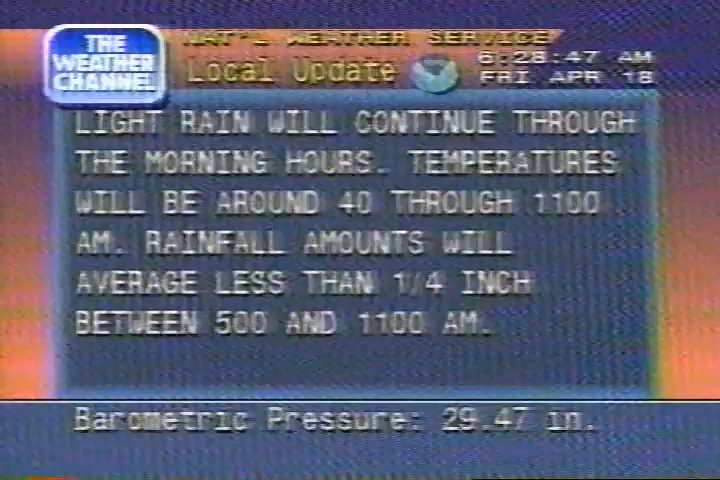 THE
WEATHER
CHANNEL
NAT'L WEATHER SERVICE
Local Update
6:28:47 AM
FRI APR 18
LIGHT RAIN WILL CONTINUE THROUGH
THE MORNING HOURS. TEMPERATURES
WILL BE AROUND 40 THROUGH 1100
AM. RAINFALL AMOUNTS WILL
AVERAGE LESS THAN 1/4 INCH
BETWEEN 500 AND 1100 AM.
Barometric Pressure: 29.47 in.